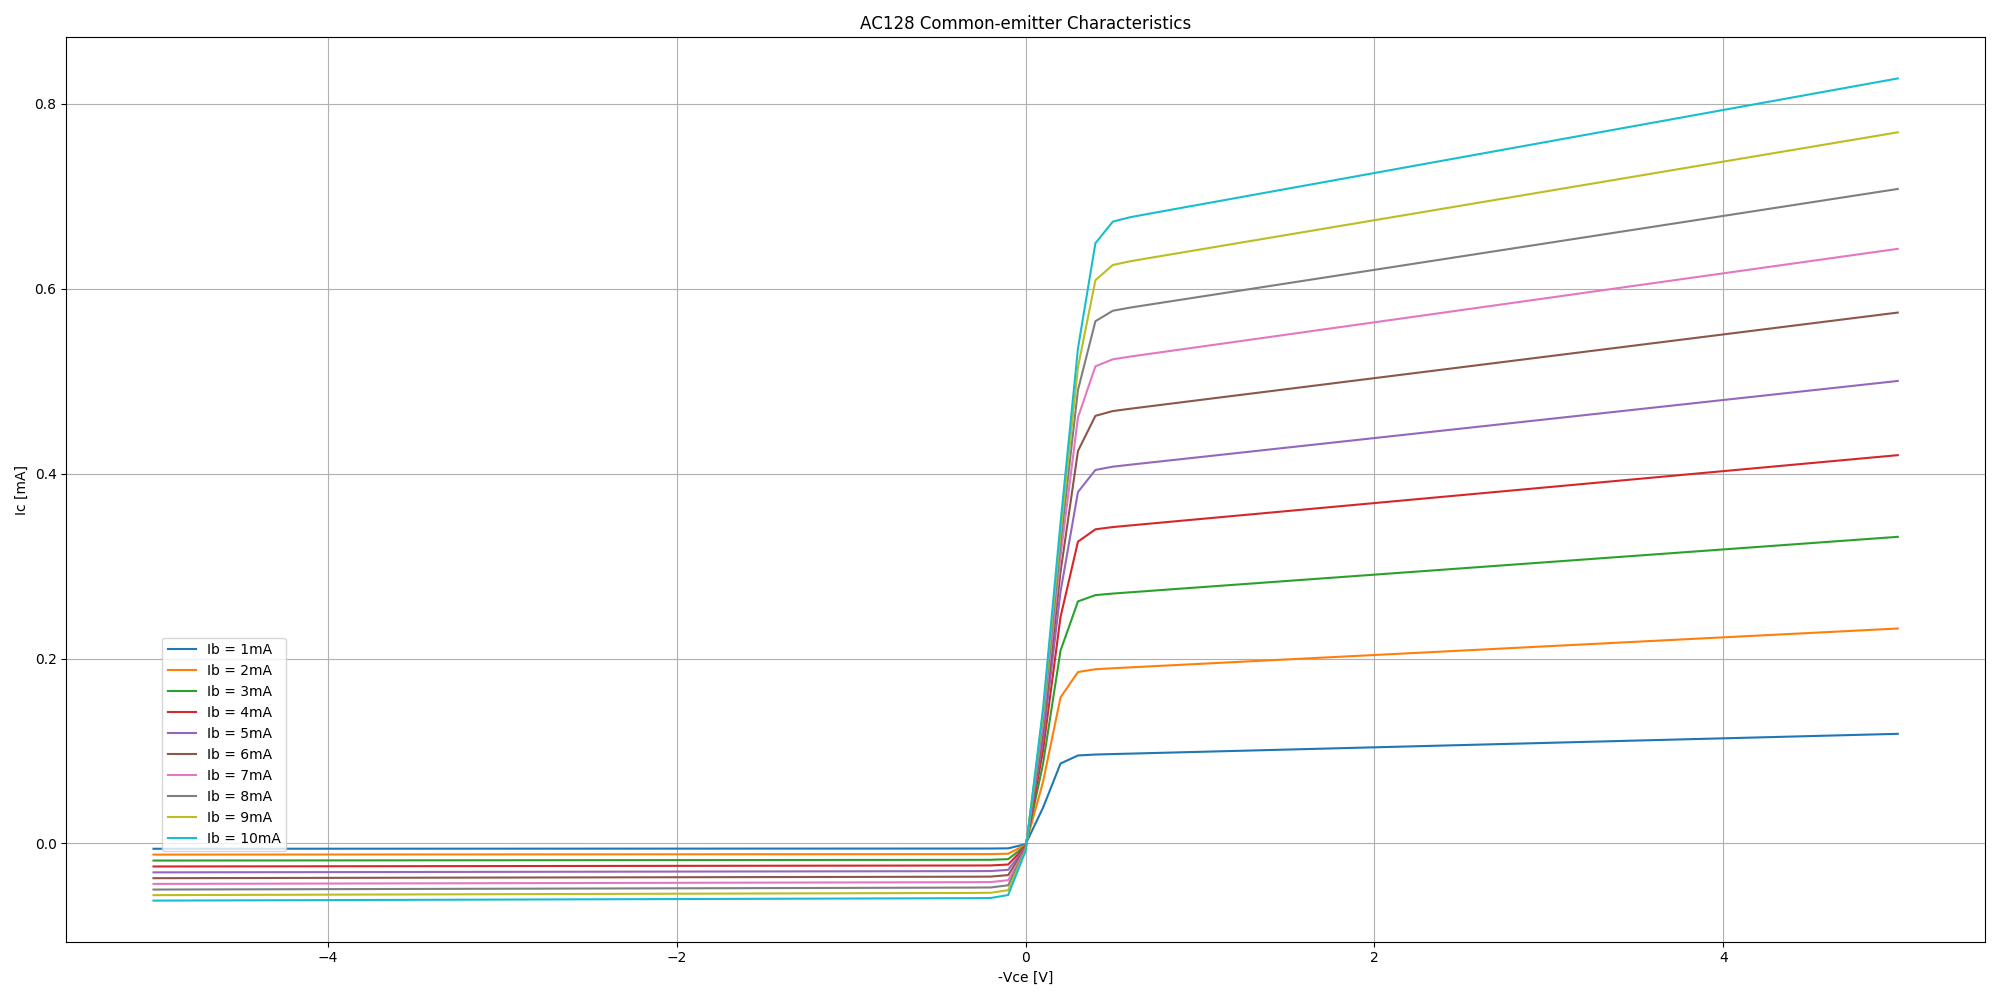 AC128 Common-emitter Characteristics
0.8
0.6
0.4
0.2
0.0
Ic [mA]
Ib = 1mA
Ib = 2mA
Ib = 3mA
Ib = 4mA
Ib = 5mA
Ib = 6mA
Ib = 7mA
Ib = 8mA
Ib = 9mA
Ib = 10mA
−4 −2 0 2 4
-Vce [V]